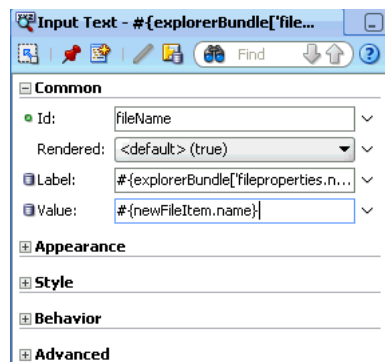 Input Text - #{explorerBundle['file...
Find
Common
Id: fileName
Rendered: <default> (true)
Label: #{explorerBundle['fileproperties.n...
Value: #{newFileItem.name}
Appearance
Style
Behavior
Advanced